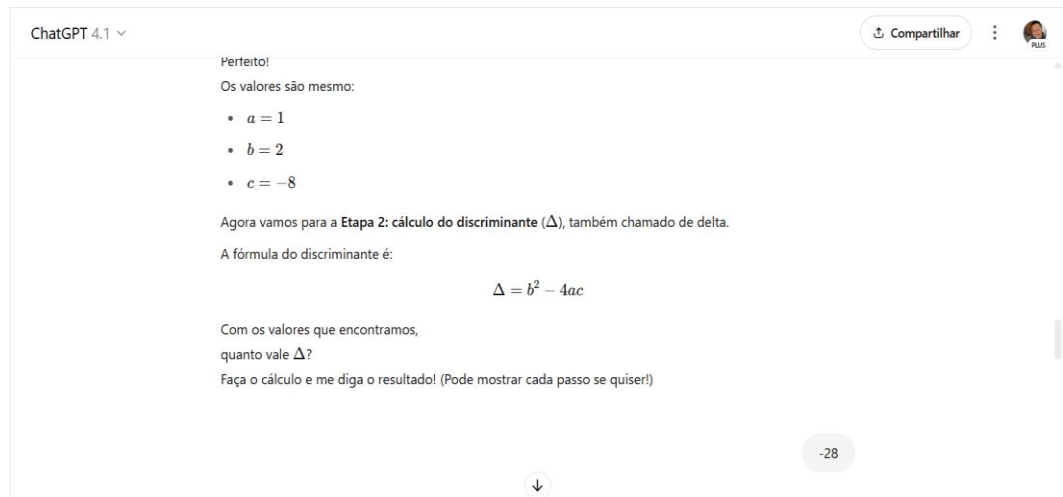 ChatGPT 4.1
Compartilhar
PLUS
Perfeito!
Os valores são mesmo:
• a = 1
• b = 2
• c = −8
Agora vamos para a Etapa 2: cálculo do discriminante (Δ), também chamado de delta.
A fórmula do discriminante é:
Δ = b² − 4ac
Com os valores que encontramos,
quanto vale Δ?
Faça o cálculo e me diga o resultado! (Pode mostrar cada passo se quiser!)
-28